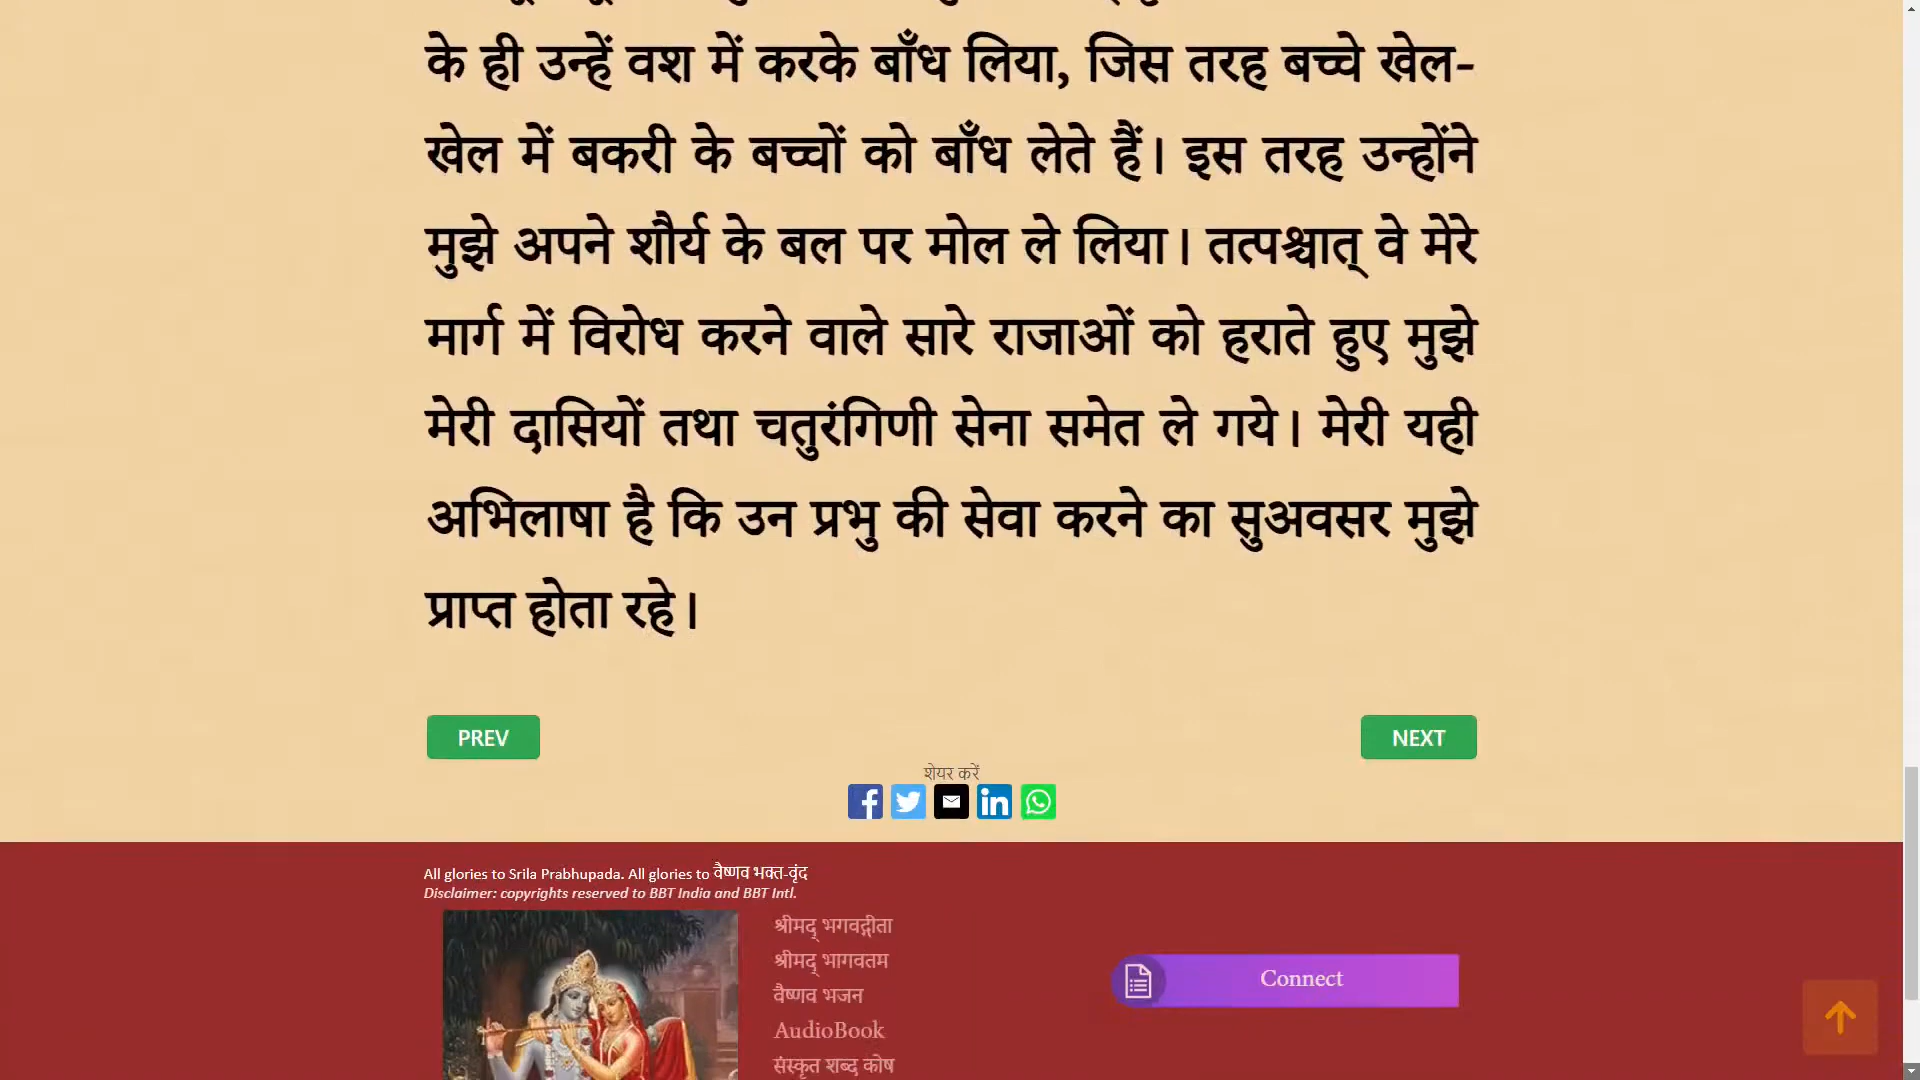 के ही उन्हें वश में करके बाँध लिया, जिस तरह बच्चे खेल-
खेल में बकरी के बच्चों को बाँध लेते हैं। इस तरह उन्होंने
मुझे अपने शौर्य के बल पर मोल ले लिया। तत्पश्चात् वे मेरे
मार्ग में विरोध करने वाले सारे राजाओं को हराते हुए मुझे
मेरी दासियों तथा चतुरंगिणी सेना समेत ले गये। मेरी यही
अभिलाषा है कि उन प्रभु की सेवा करने का सुअवसर मुझे
प्राप्त होता रहे।
PREV
NEXT
शेयर करें
All glories to Srila Prabhupada. All glories to वैष्णव भक्त-वृंद
Disclaimer: copyrights reserved to BBT India and BBT Intl.
श्रीमद् भगवद्गीता
श्रीमद् भागवतम
वैष्णव भजन
AudioBook
संस्कृत शब्द कोष
Connect